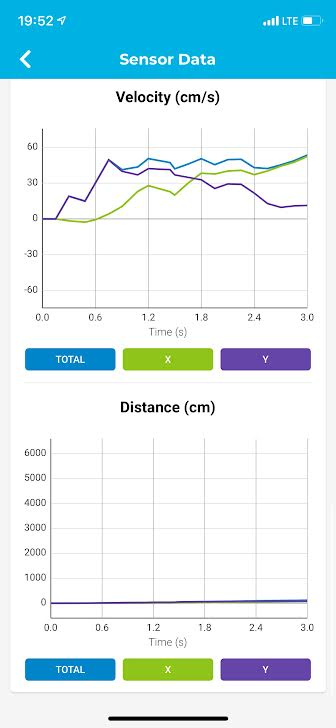 19:52
LTE
Sensor Data
Velocity (cm/s)
60
30
0
-30
-60
0.0 0.6 1.2 1.8 2.4 3.0
Time (s)
TOTAL X Y
Distance (cm)
6000
5000
4000
3000
2000
1000
0
0.0 0.6 1.2 1.8 2.4 3.0
Time (s)
TOTAL X Y